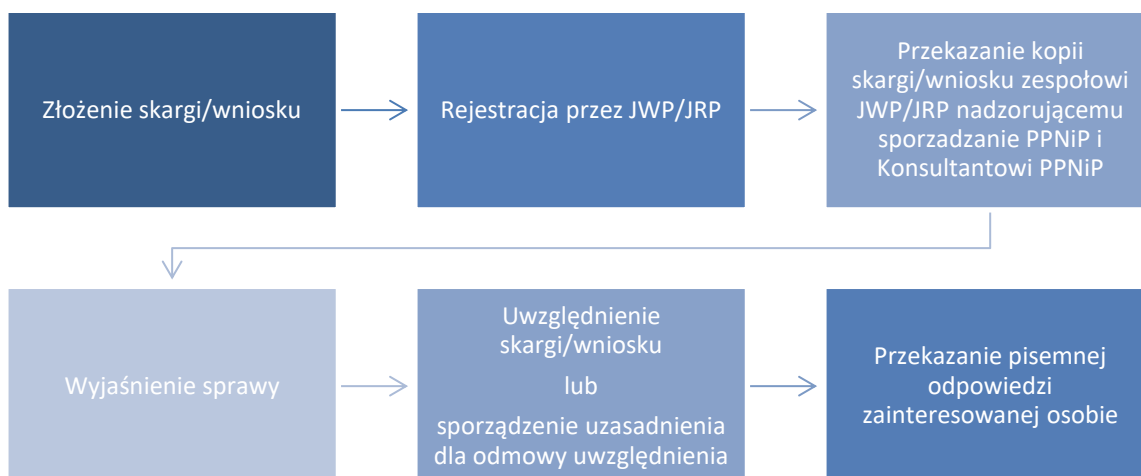 Złożenie skargi/wniosku
Rejestracja przez JWP/JRP
Przekazanie kopii
skargi/wniosku zespołowi
JWP/JRP nadzorującemu
sporzadzanie PPNiP i
Konsultantowi PPNiP
Wyjaśnienie sprawy
Uwzględnienie
skargi/wniosku
lub
sporządzenie uzasadnienia
dla odmowy uwzględnienia
Przekazanie pisemnej
odpowiedzi
zainteresowanej osobie